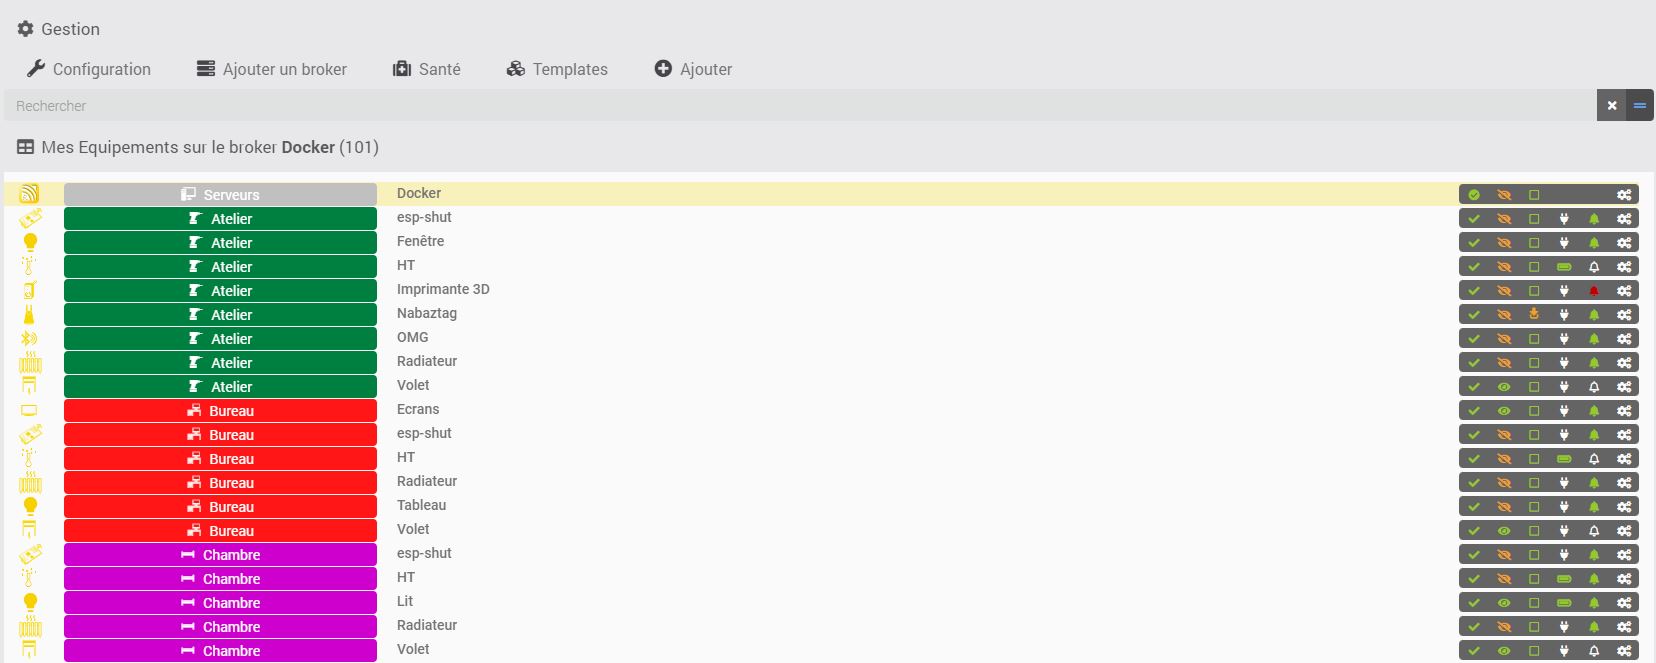 Gestion
Configuration Ajouter un broker Santé Templates Ajouter
Rechercher
Mes Equipements sur le broker Docker (101)
Serveurs Docker
Atelier esp-shut
Atelier Fenêtre
Atelier HT
Atelier Imprimante 3D
Atelier Nabaztag
Atelier OMG
Atelier Radiateur
Atelier Volet
Bureau Ecrans
Bureau esp-shut
Bureau HT
Bureau Radiateur
Bureau Tableau
Bureau Volet
Chambre esp-shut
Chambre HT
Chambre Lit
Chambre Radiateur
Chambre Volet